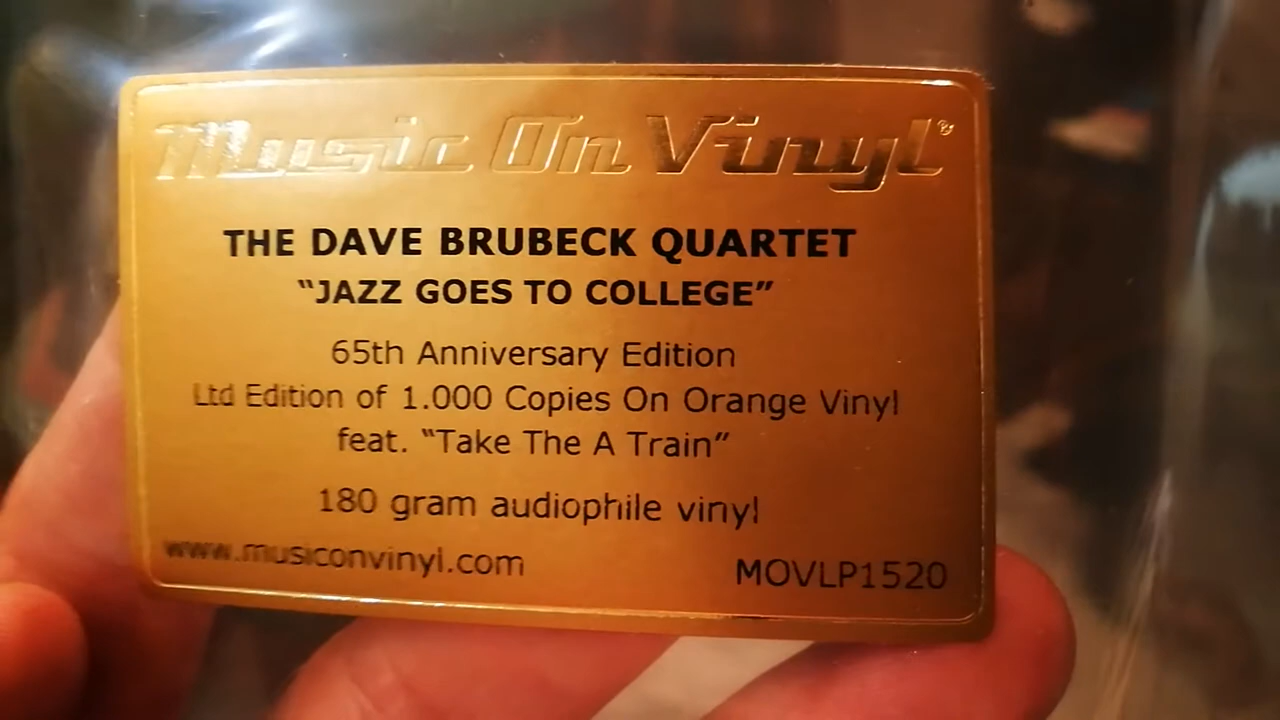 Music On Vinyl®
THE DAVE BRUBECK QUARTET
“JAZZ GOES TO COLLEGE”
65th Anniversary Edition
Ltd Edition of 1.000 Copies On Orange Vinyl
feat. “Take The A Train”
180 gram audiophile vinyl
www.musiconvinyl.com
MOVLP1520